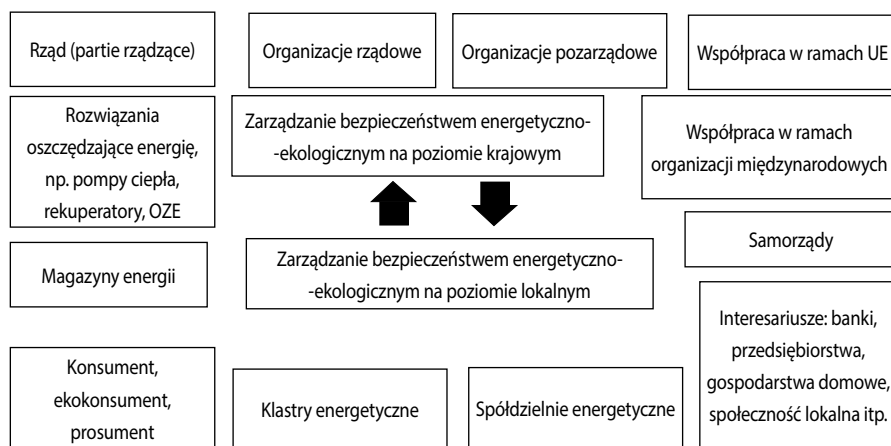 Rząd (partie rządzące)
Organizacje rządowe
Organizacje pozarządowe
Współpraca w ramach UE
Rozwiązania
oszczędzające energię,
np. pompy ciepła,
rekuperatory, OZE
Zarządzanie bezpieczeństwem energetyczno-
-ekologicznym na poziomie krajowym
Współpraca w ramach
organizacji międzynarodowych
Magazyny energii
Zarządzanie bezpieczeństwem energetyczno-
-ekologicznym na poziomie lokalnym
Samorządy
Interesariusze: banki,
przedsiębiorstwa,
gospodarstwa domowe,
społeczność lokalna itp.
Konsument,
ekokonsument,
prosument
Klastry energetyczne
Spółdzielnie energetyczne